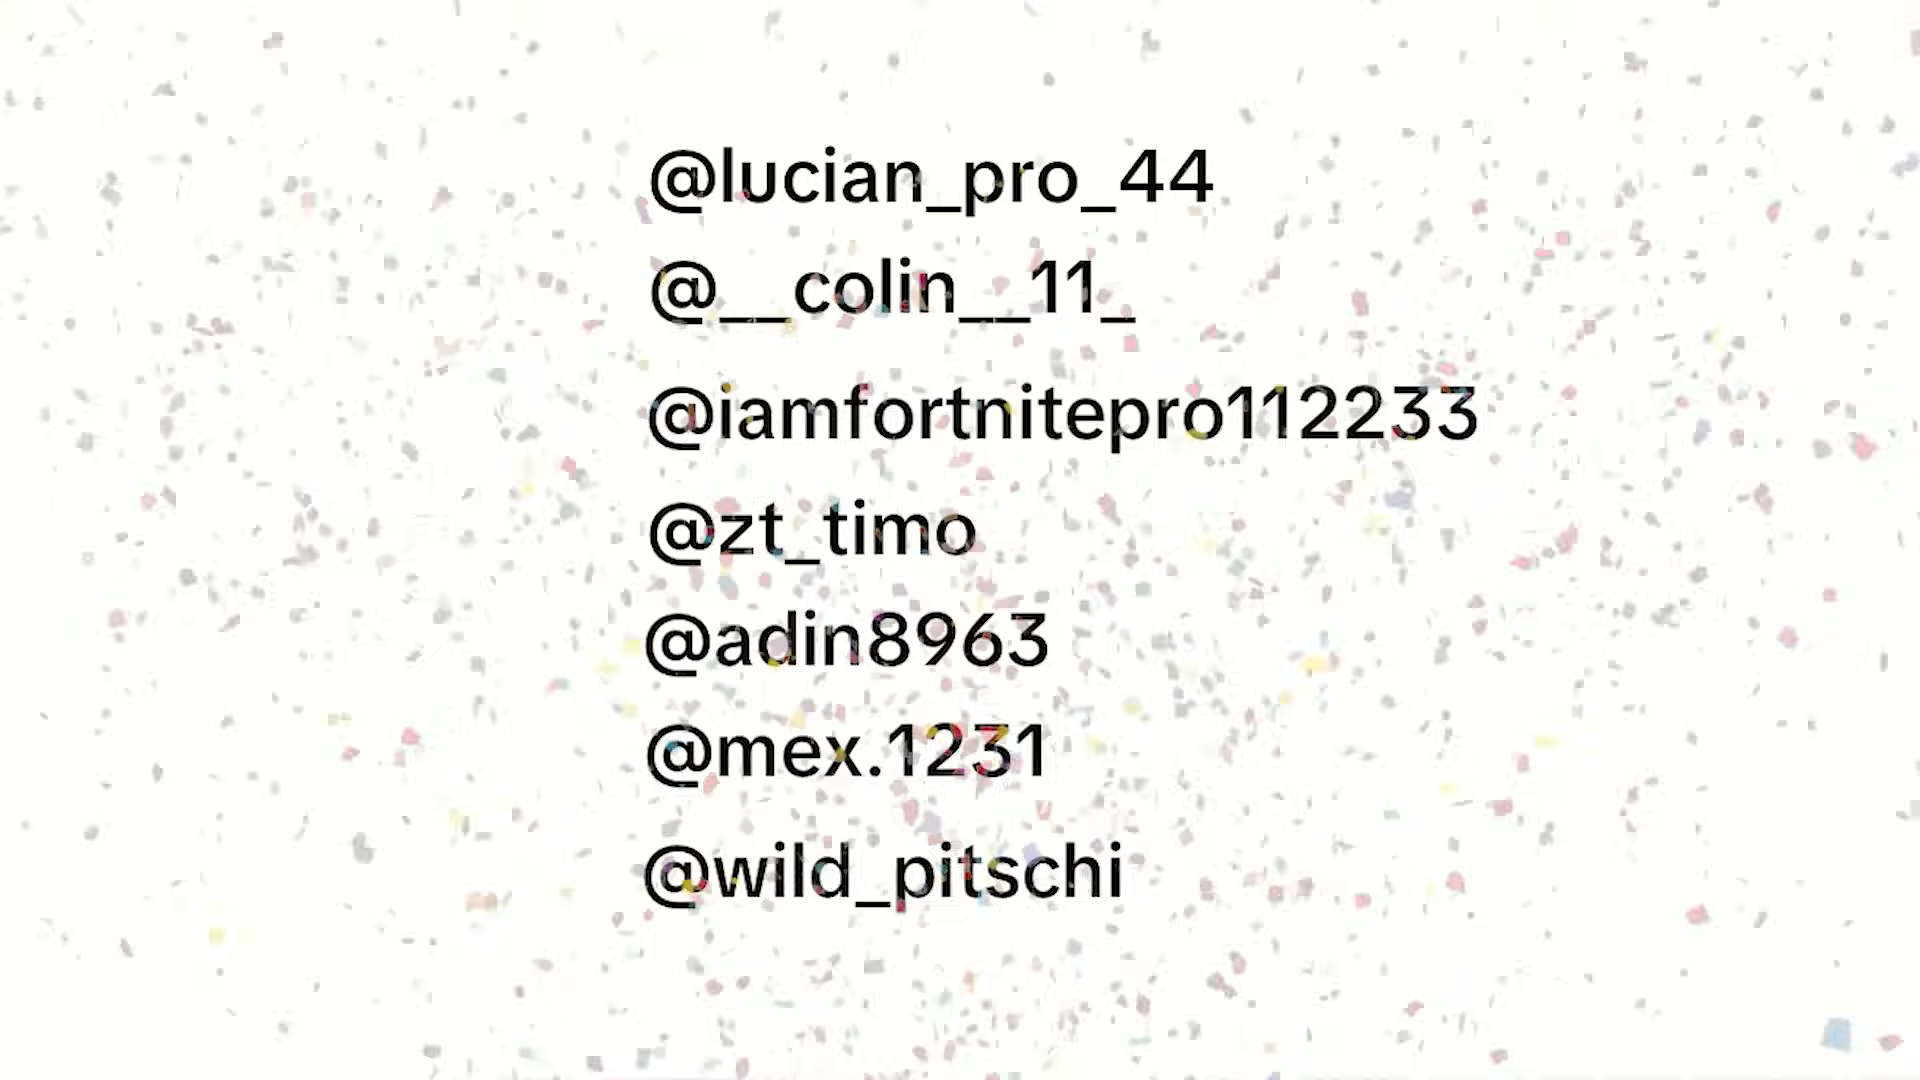 @lucian_pro_44
@__colin__11_
@iamfortnitepro112233
@zt_timo
@adin8963
@mex.1231
@wild_pitschi